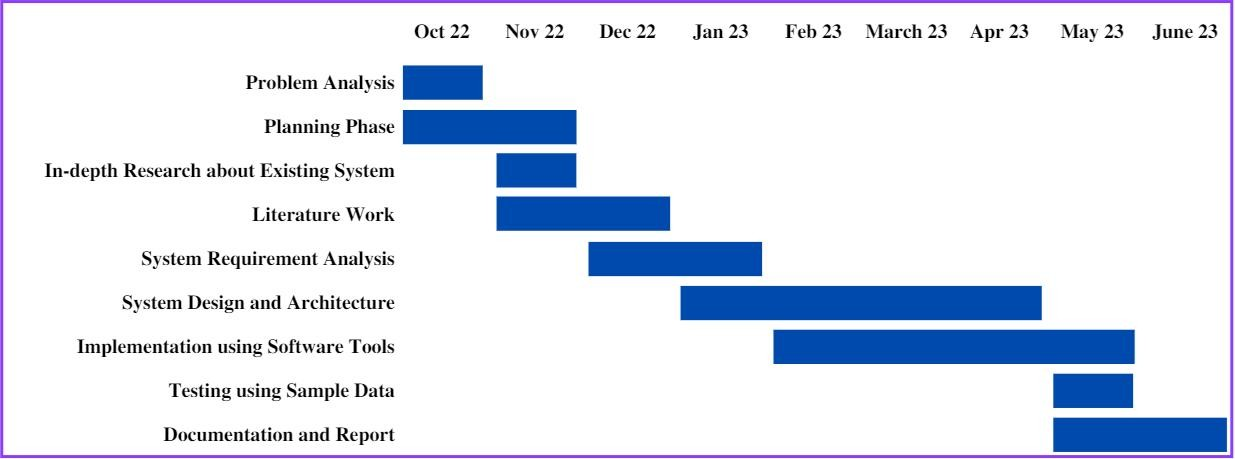 Oct 22 Nov 22 Dec 22 Jan 23 Feb 23 March 23 Apr 23 May 23 June 23
Problem Analysis
Planning Phase
In-depth Research about Existing System
Literature Work
System Requirement Analysis
System Design and Architecture
Implementation using Software Tools
Testing using Sample Data
Documentation and Report